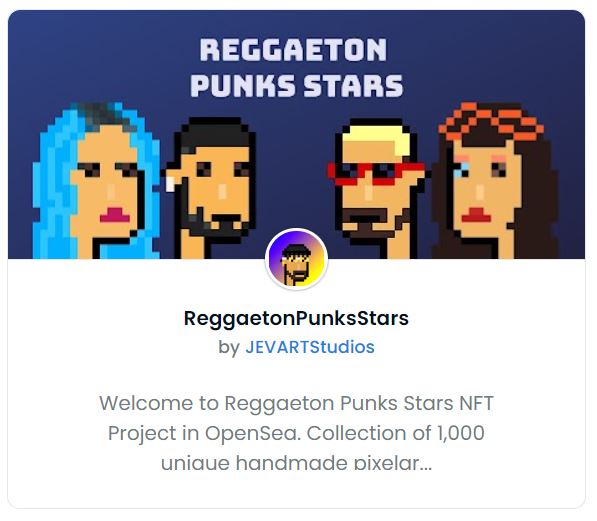 REGGAETON
PUNKS STARS
ReggaetonPunksStars
by JEVARTStudios
Welcome to Reggaeton Punks Stars NFT
Project in OpenSea. Collection of 1,000
unique handmade pixelar...